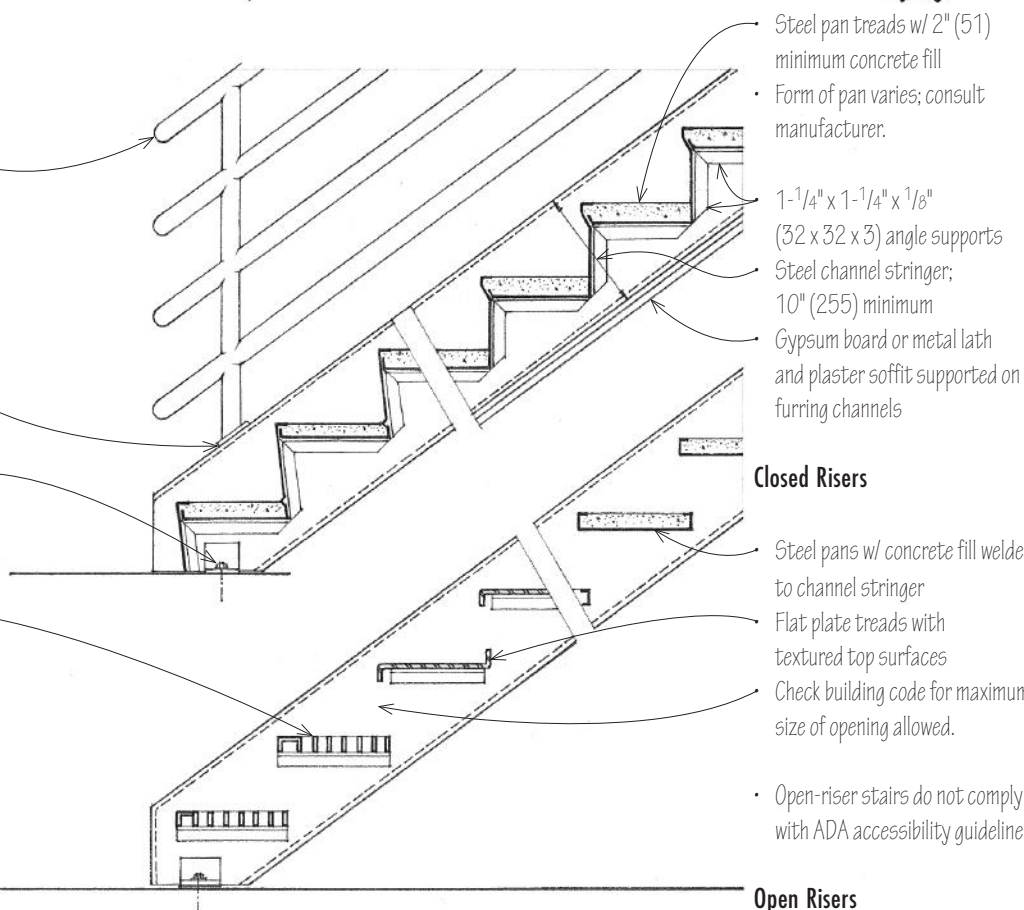 • Steel pan treads w/ 2" (51)
minimum concrete fill
• Form of pan varies; consult
manufacturer.
• 1-1/4" x 1-1/4" x 1/8"
(32 x 32 x 3) angle supports
• Steel channel stringer;
10" (255) minimum
• Gypsum board or metal lath
and plaster soffit supported on
furring channels
Closed Risers
• Steel pans w/ concrete fill welde
to channel stringer
• Flat plate treads with
textured top surfaces
• Check building code for maximum
size of opening allowed.
• Open-riser stairs do not comply
with ADA accessibility guideline
Open Risers